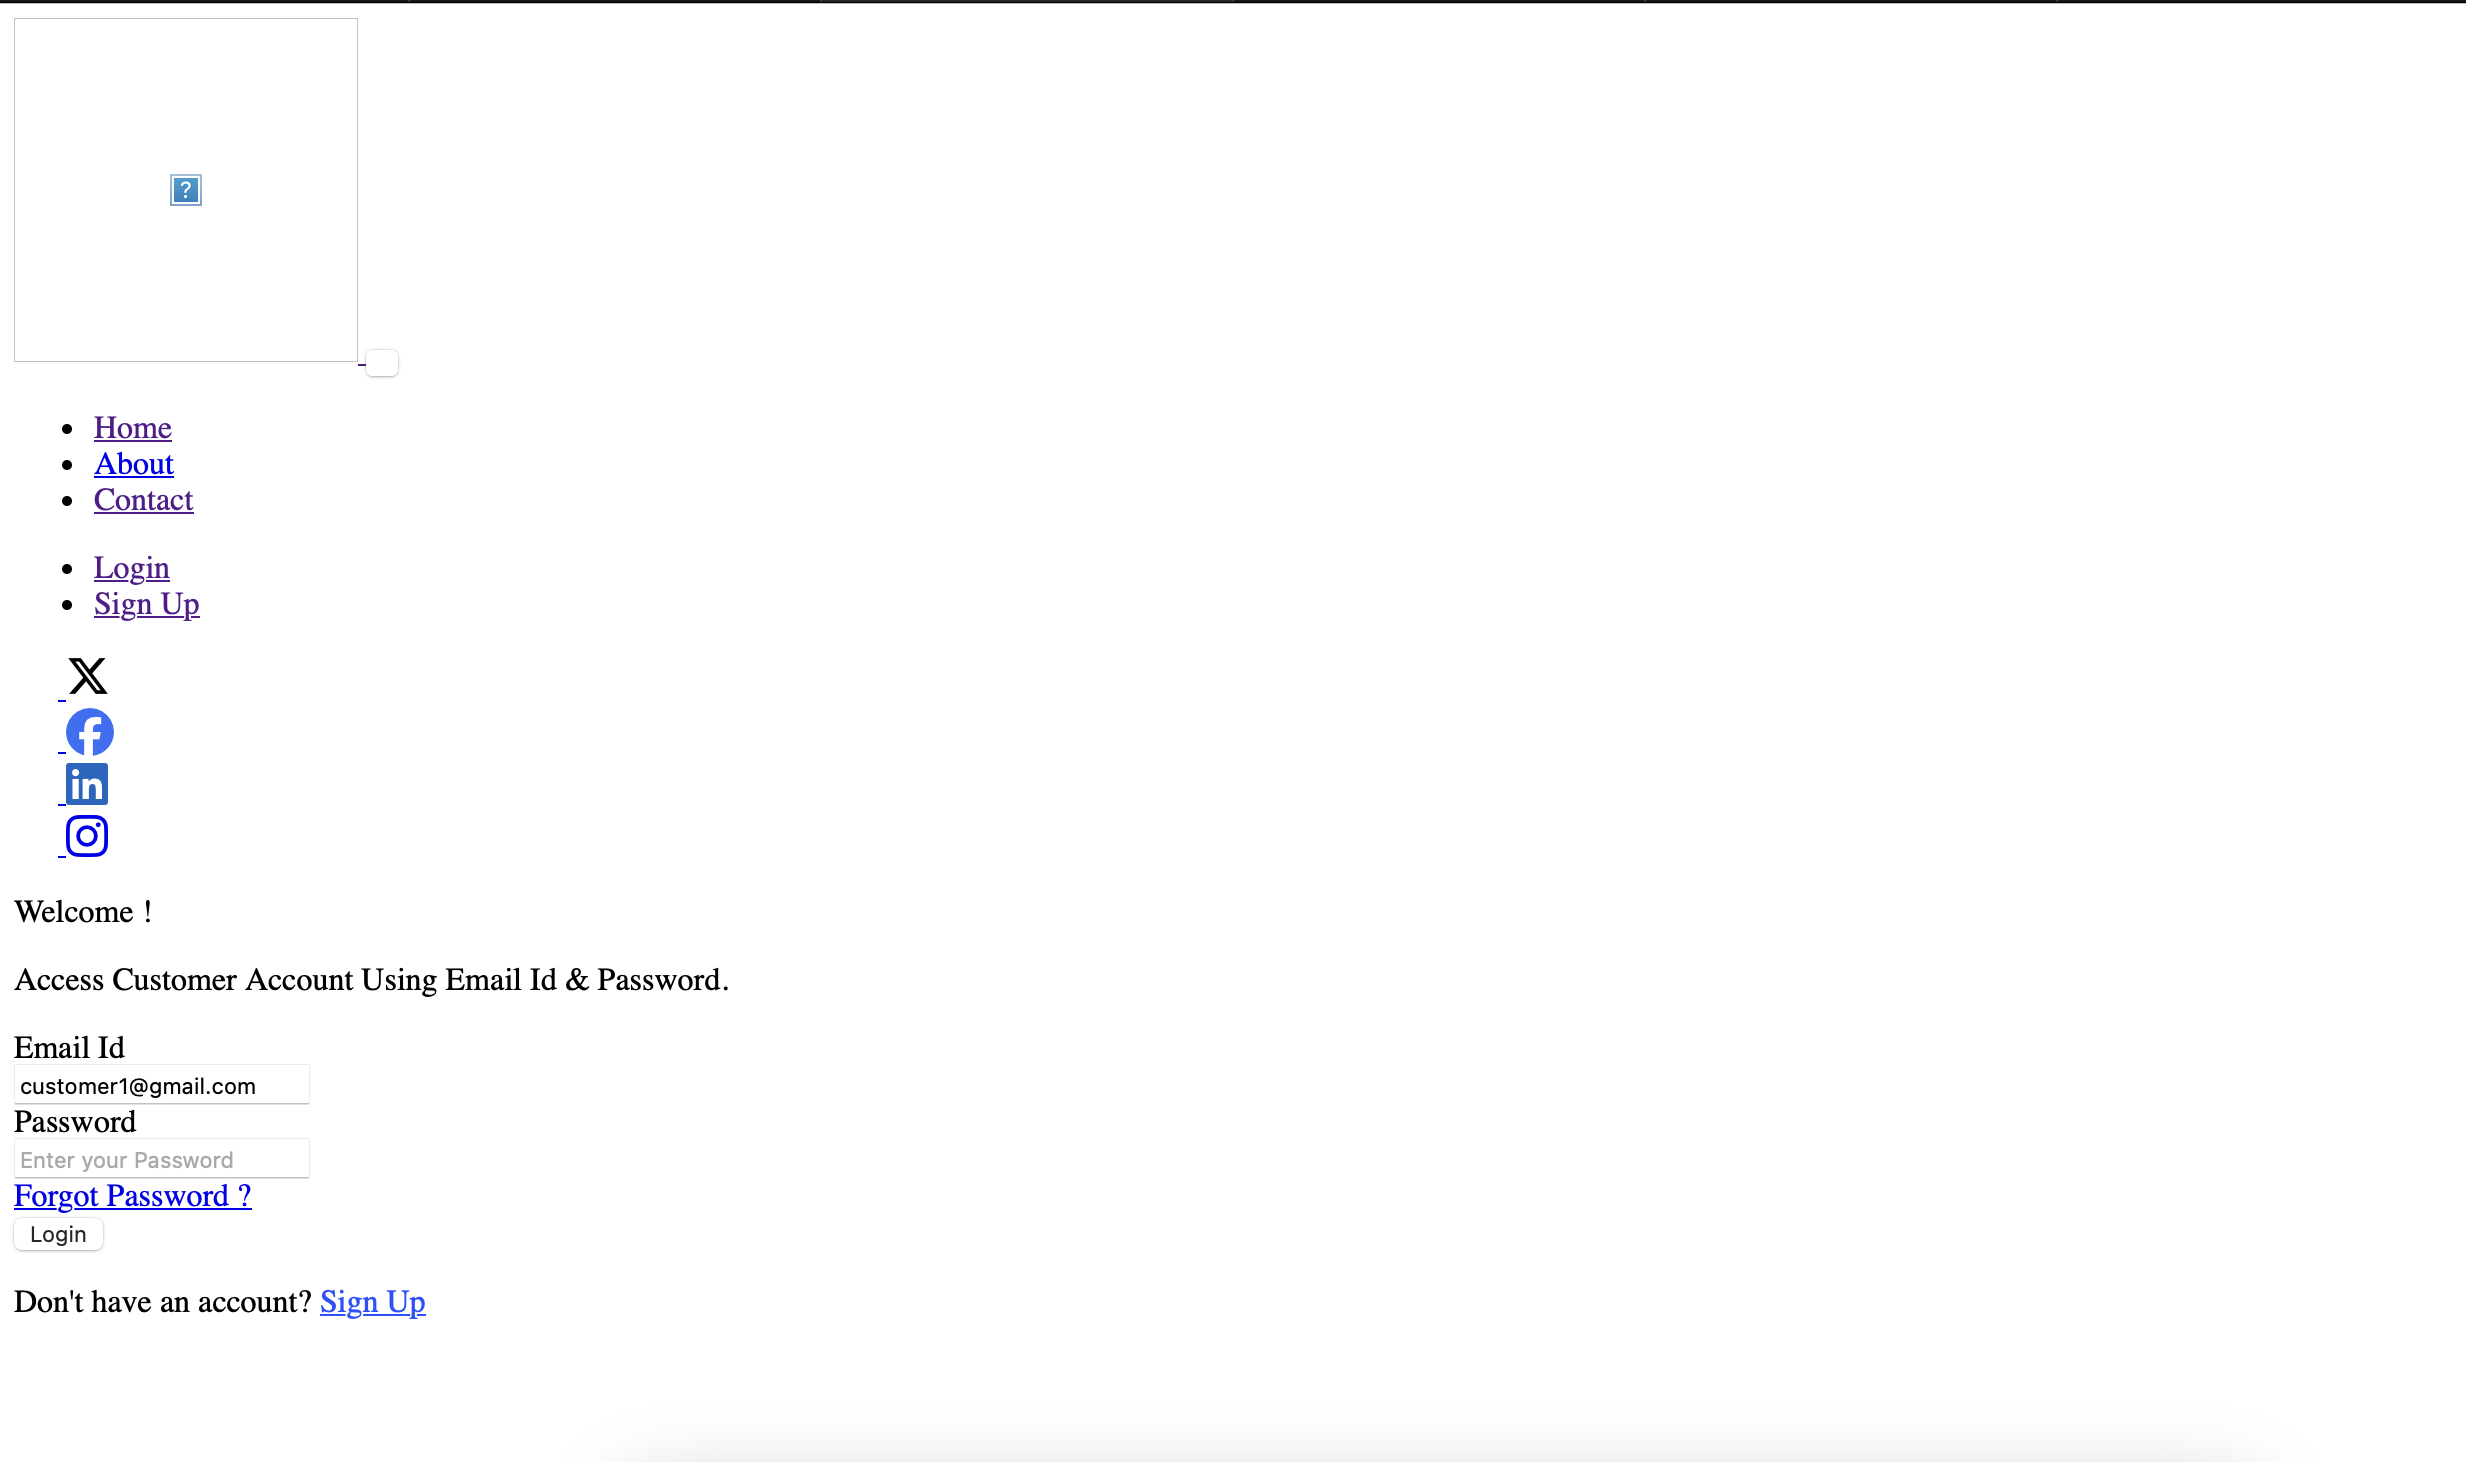 Home
About
Contact
Login
Sign Up
Welcome !
Access Customer Account Using Email Id & Password.
Email Id
customer1@gmail.com
Password
Enter your Password
Forgot Password ?
Login
Don't have an account? Sign Up